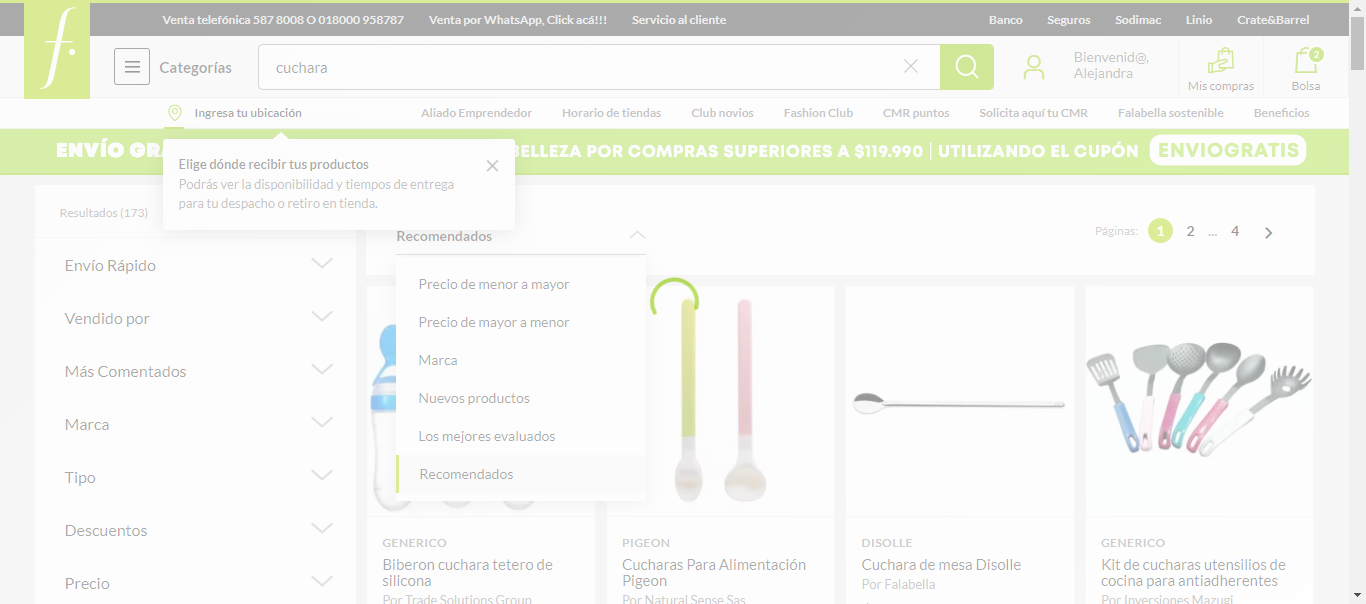 Venta telefónica 587 8008 O 018000 958787
Venta por WhatsApp, Click acá!!!
Servicio al cliente
Banco
Seguros
Sodimac
Linio
Crate&Barrel
f.
Categorías
cuchara
Bienvenid@,
Alejandra
Mis compras
2
Bolsa
Ingresa tu ubicación
Aliado Emprendedor
Horario de tiendas
Club novios
Fashion Club
CMR puntos
Solicita aquí tu CMR
Falabella sostenible
Beneficios
ENVÍO GRA
BELLEZA POR COMPRAS SUPERIORES A $119.990 | UTILIZANDO EL CUPÓN
ENVIOGRATIS
Elige dónde recibir tus productos
Podrás ver la disponibilidad y tiempos de entrega
para tu despacho o retiro en tienda.
Resultados (173)
Envío Rápido
Vendido por
Más Comentados
Marca
Tipo
Descuentos
Precio
Recomendados
Precio de menor a mayor
Precio de mayor a menor
Marca
Nuevos productos
Los mejores evaluados
Recomendados
Páginas:
1
2
...
4
GENERICO
Biberon cuchara tetero de
silicona
Por Trade Solutions Group
PIGEON
Cucharas Para Alimentación
Pigeon
Por Natural Sense Sas
DISOLLE
Cuchara de mesa Disolle
Por Falabella
GENERICO
Kit de cucharas utensilios de
cocina para antiadherentes
Por Inversiones Mazugi